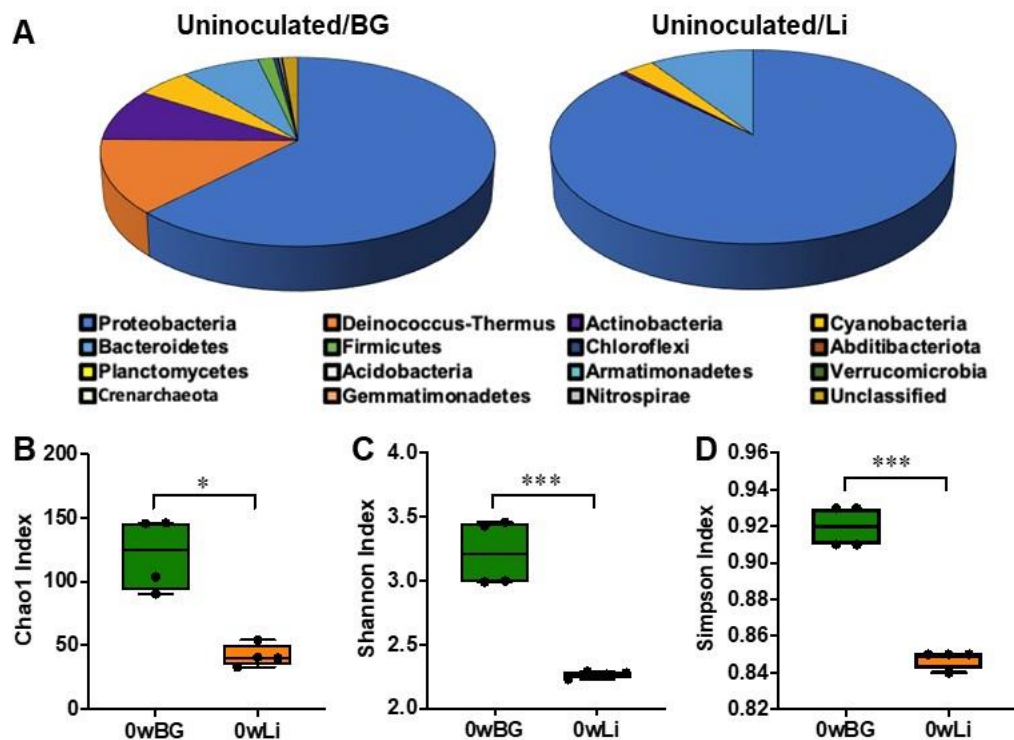 A
Uninoculated/BG
Uninoculated/Li
Proteobacteria Deinococcus-Thermus Actinobacteria Cyanobacteria
Bacteroidetes Firmicutes Chloroflexi Abditibacteriota
Planctomycetes Acidobacteria Armatimonadetes Verrucomicrobia
Crenarchaeota Gemmatimonadetes Nitrospirae Unclassified
B
Chao1 Index
200
150
100
50
0
*
0wBG 0wLi
C
Shannon Index
4.0
3.5
3.0
2.5
2.0
***
0wBG 0wLi
D
Simpson Index
0.96
0.94
0.92
0.90
0.86
0.84
0.82
***
0wBG 0wLi